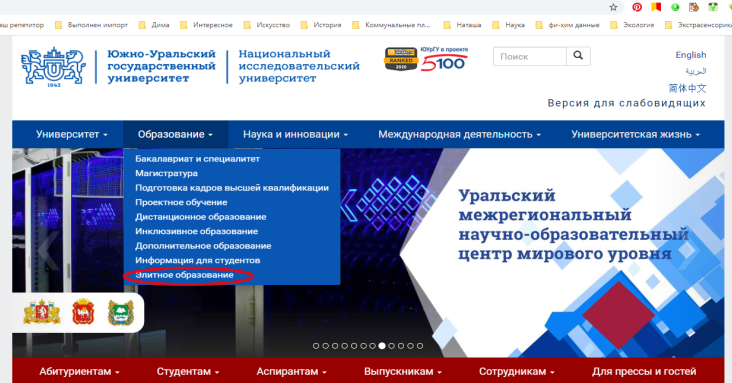 аш репетитор Выполнен импорт Дима Интересное Искусство История Коммунальные пл... Наташа Наука фи-хим данные Экология Экстрасенсорика
Южно-Уральский
государственный
университет
1943
Национальный
исследовательский
университет
RANKED
2020
ЮУрГУ в проекте
5100
Поиск
English
العربية
简体中文
Версия для слабовидящих
Университет
Образование
Наука и инновации
Международная деятельность
Университетская жизнь
Бакалавриат и специалитет
Магистратура
Подготовка кадров высшей квалификации
Проектное обучение
Дистанционное образование
Инклюзивное образование
Дополнительное образование
Информация для студентов
Элитное образование
Уральский
межрегиональный
научно-образовательный
центр мирового уровня
Абитуриентам
Студентам
Аспирантам
Выпускникам
Сотрудникам
Для прессы и гостей